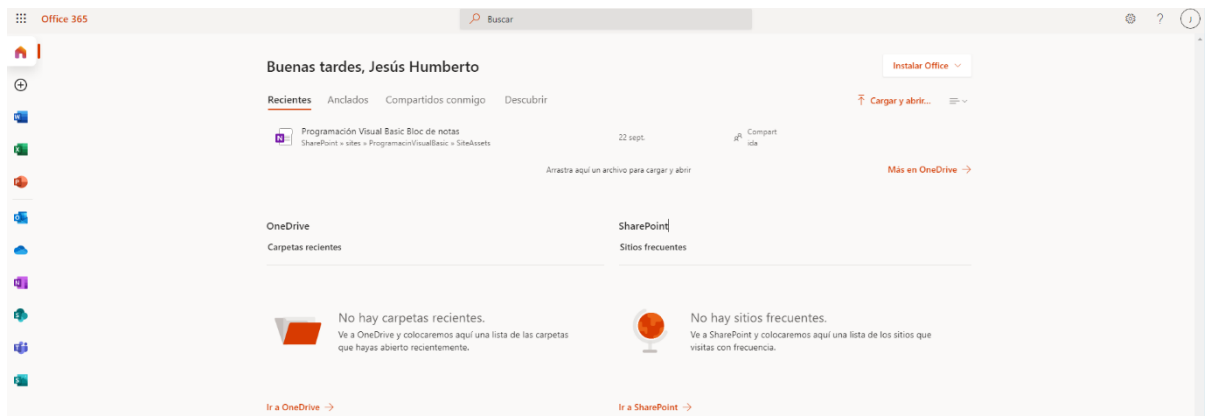 Office 365
Buscar
?
J
Buenas tardes, Jesús Humberto
Instalar Office
Recientes Anclados Compartidos conmigo Descubrir
Cargar y abrir...
Programación Visual Basic Bloc de notas
SharePoint » sites » ProgramacinVisualBasic » SiteAssets
22 sept.
Compart
ida
Arrastra aquí un archivo para cargar y abrir
Más en OneDrive →
OneDrive
Carpetas recientes
SharePoint
Sitios frecuentes
No hay carpetas recientes.
Ve a OneDrive y colocaremos aquí una lista de las carpetas
que hayas abierto recientemente.
No hay sitios frecuentes.
Ve a SharePoint y colocaremos aquí una lista de los sitios que
visitas con frecuencia.
Ir a OneDrive →
Ir a SharePoint →